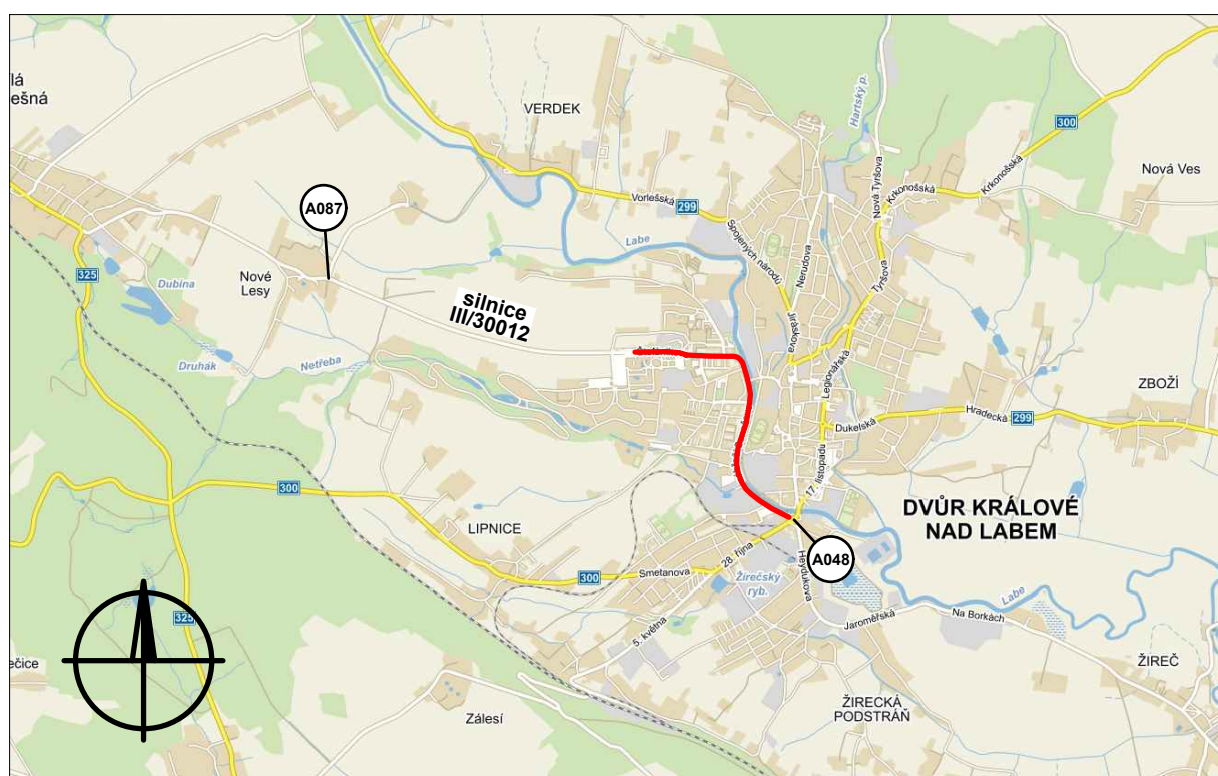 lá
ešná
VERDEK
Hartský p.
300
Nová Tyršova
Krkonošská
Krkonošská
Nová Ves
Vorlešská
299
A087
Spojených národů
Nerudova
Labe
Tyršova
325
Nové
Lesy
Dubina
silnice
III/30012
Jiráskova
Netřeba
Druhák
Legionářská
ZBOŽÍ
Hradecká
299
Dukelská
17. listopadu
300
LIPNICE
DVŮR KRÁLOVÉ
NAD LABEM
28. října
A048
300
Smetanova
Žirečský
ryb.
Heydukova
Labe
325
5. května
Jaroměřská
Na Borkách
ečice
ŽIREČ
Zálesí
ŽIRECKÁ
PODSTRÁŇ